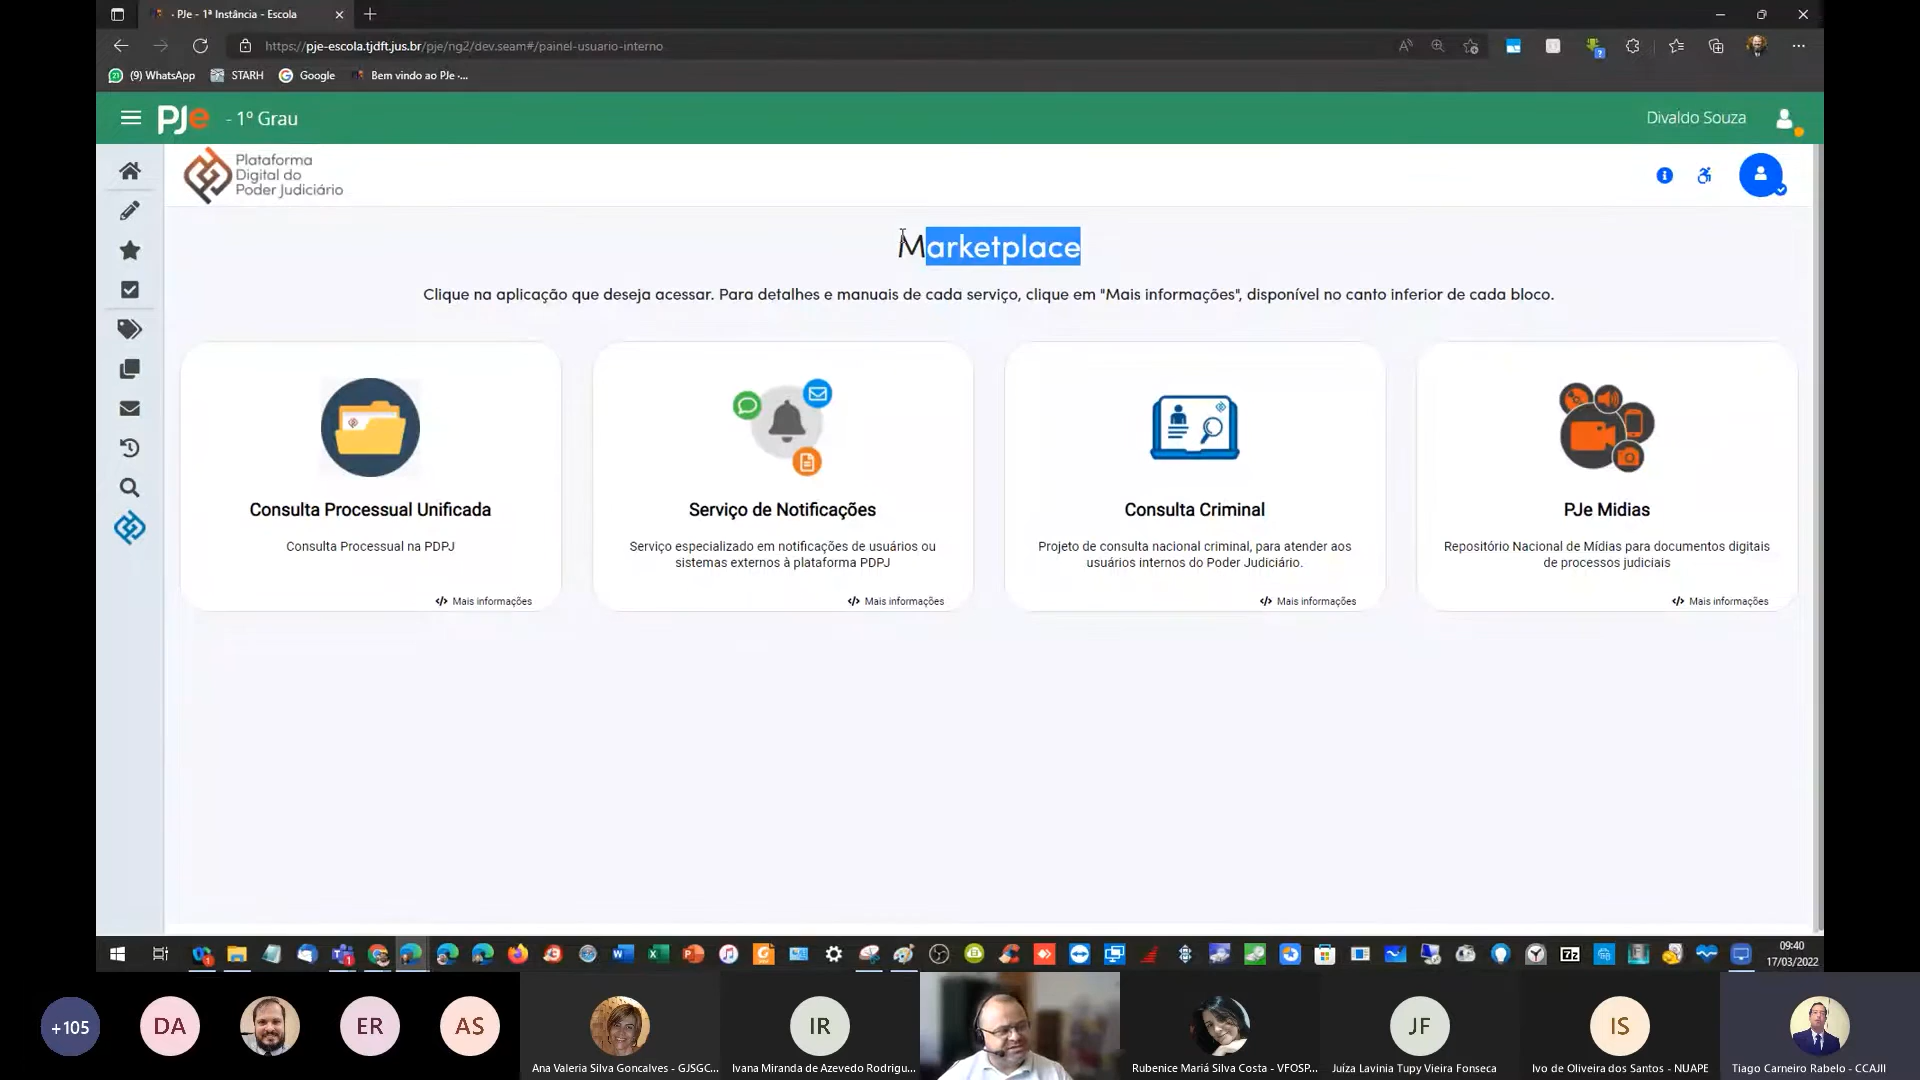 · PJe - 1ª Instância - Escola
https://pje-escola.tjdft.jus.br/pje/ng2/dev.seam#/painel-usuario-interno
(9) WhatsApp STARH Google Bem vindo ao PJe ·...
PJe - 1º Grau Divaldo Souza
Plataforma
Digital do
Poder Judiciário
Marketplace
Clique na aplicação que deseja acessar. Para detalhes e manuais de cada serviço, clique em "Mais informações", disponível no canto inferior de cada bloco.
Consulta Processual Unificada
Consulta Processual na PDPJ
Mais informações
Serviço de Notificações
Serviço especializado em notificações de usuários ou
sistemas externos à plataforma PDPJ
Mais informações
Consulta Criminal
Projeto de consulta nacional criminal, para atender aos
usuários internos do Poder Judiciário.
Mais informações
PJe Midias
Repositório Nacional de Mídias para documentos digitais
de processos judiciais
Mais informações
09:40
17/03/2022
+105 DA ER AS IR JF IS
Ana Valeria Silva Goncalves - GJSGC... Ivana Miranda de Azevedo Rodrigu... Rubenice Mariá Silva Costa - VFOSP... Juíza Lavinia Tupy Vieira Fonseca Ivo de Oliveira dos Santos - NUAPE Tiago Carneiro Rabelo - CCAJII